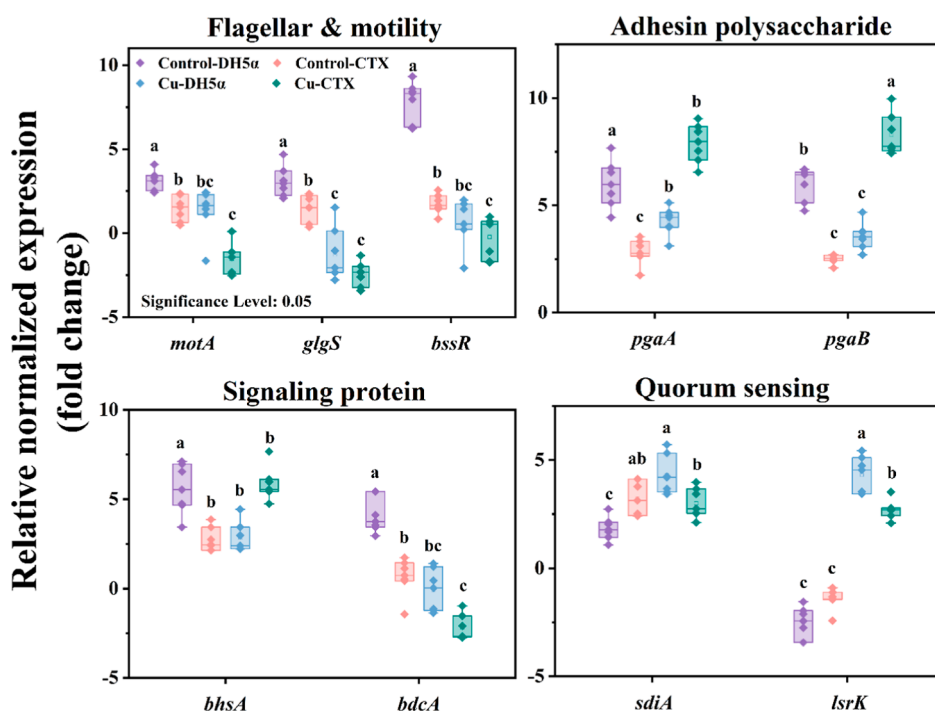 Relative normalized expression
(fold change)
Flagellar & motility
Control-DH5α Control-CTX
Cu-DH5α Cu-CTX
10
5
0
-5
a b bc c
a b c c
a b bc c
Significance Level: 0.05
motA glgS bssR
Adhesin polysaccharide
10
5
0
a c b b
b c c a
pgaA pgaB
Signaling protein
10
5
0
-5
a b b b
a b bc c
bhsA bdcA
Quorum sensing
5
0
-5
c ab a b
c c a b
sdiA lsrK